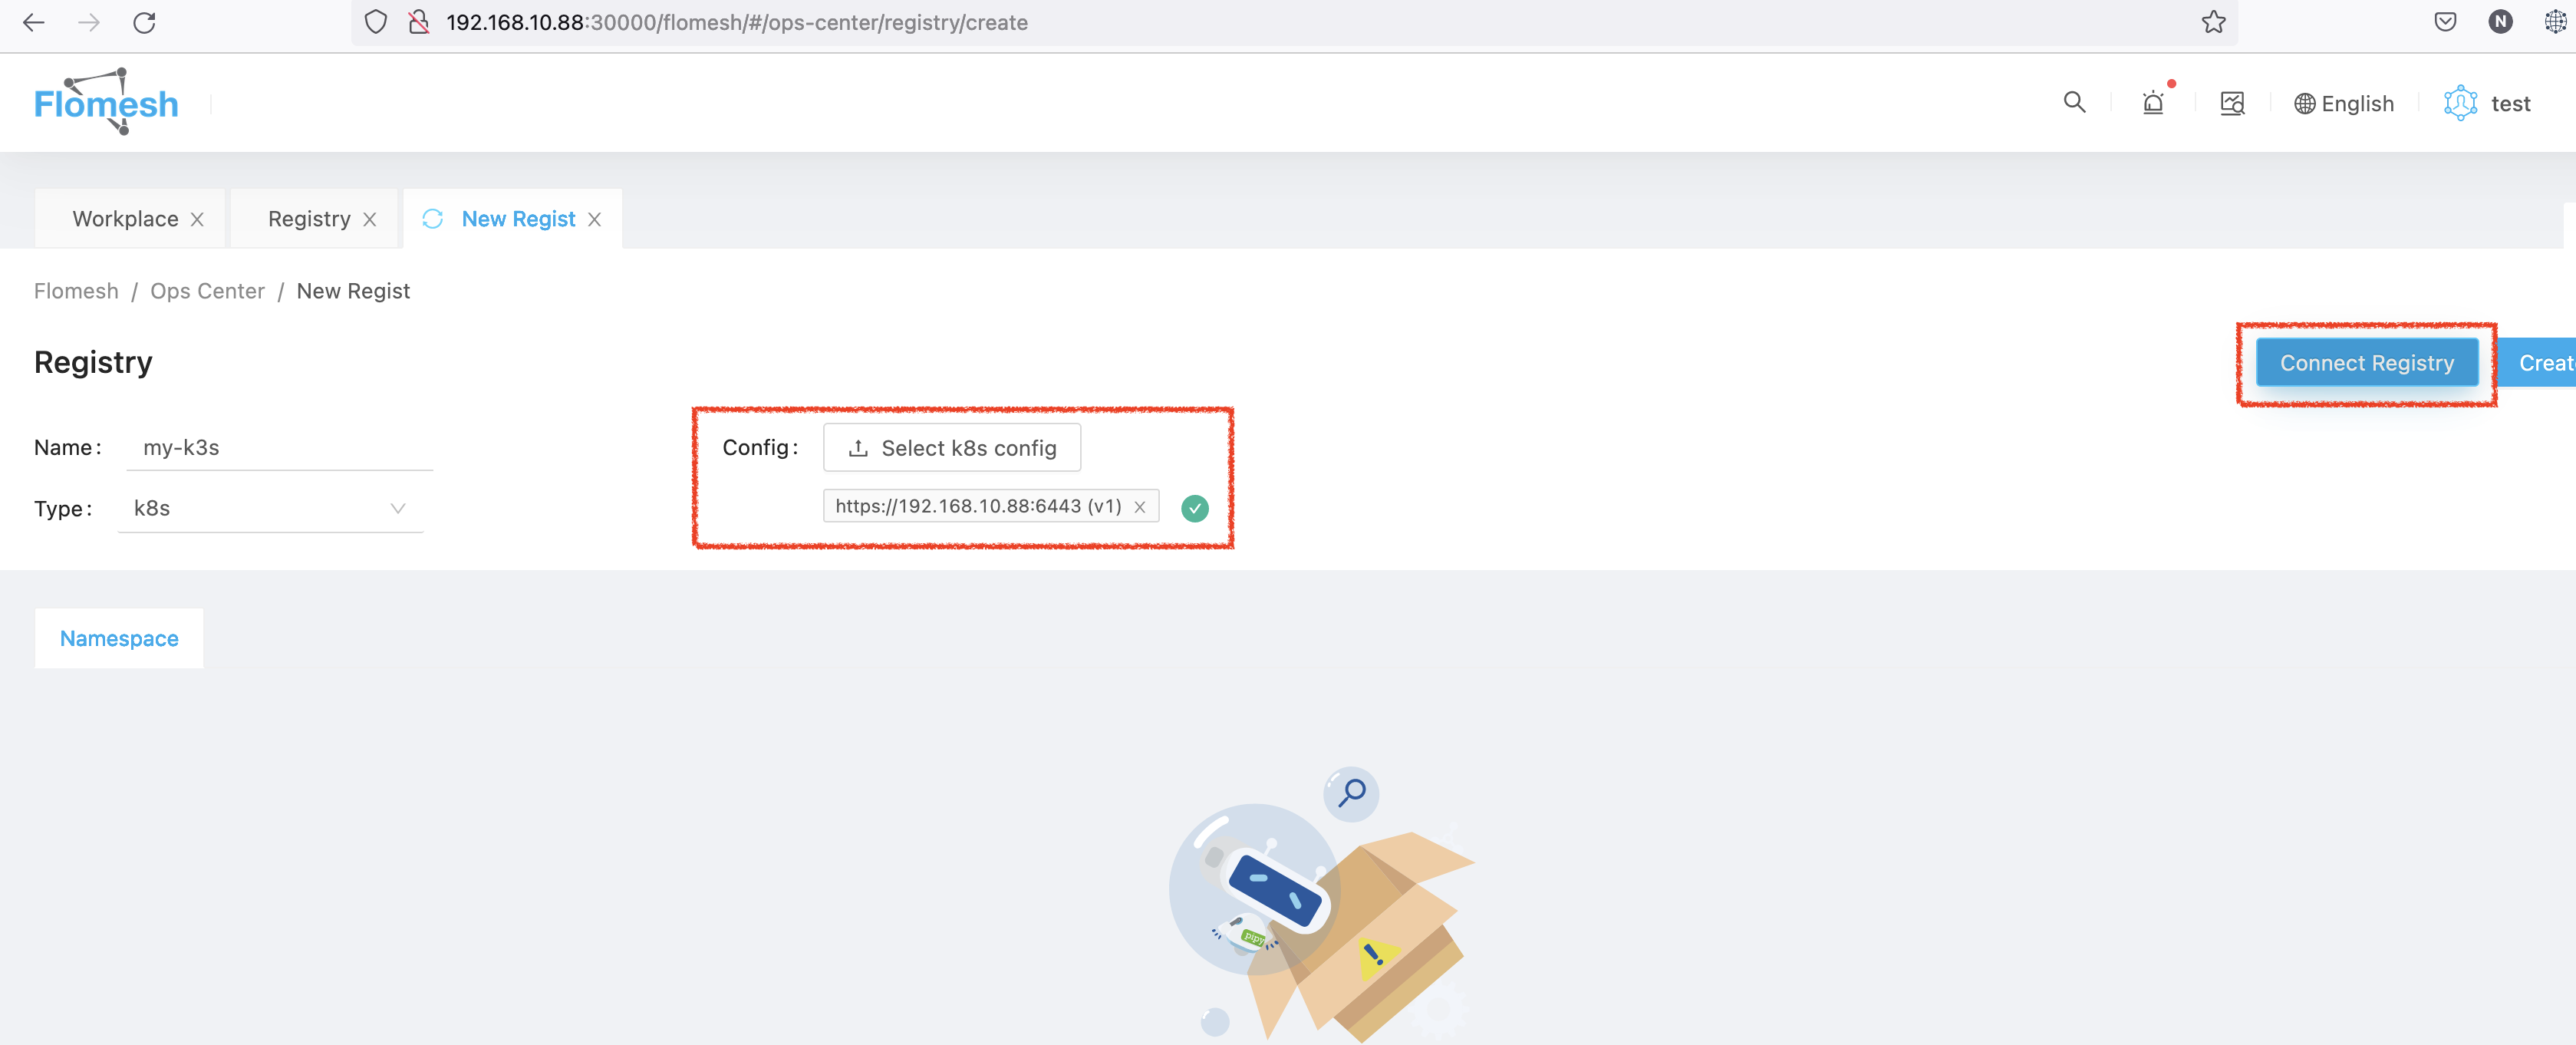 192.168.10.88:30000/flomesh/#/ops-center/registry/create
N
Flomesh
English
test
Workplace
Registry
New Regist
Flomesh / Ops Center / New Regist
Registry
Connect Registry
Creat
Name:
my-k3s
Config:
Select k8s config
Type:
k8s
https://192.168.10.88:6443 (v1)
Namespace
pipy